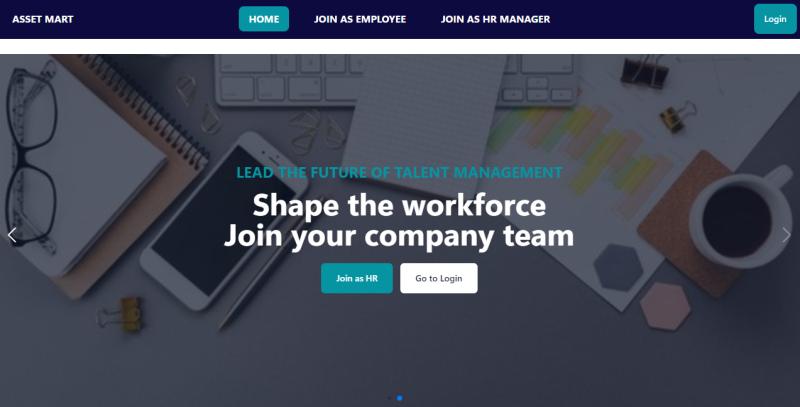 ASSET MART
HOME
JOIN AS EMPLOYEE
JOIN AS HR MANAGER
Login
LEAD THE FUTURE OF TALENT MANAGEMENT
Shape the workforce
Join your company team
Join as HR
Go to Login